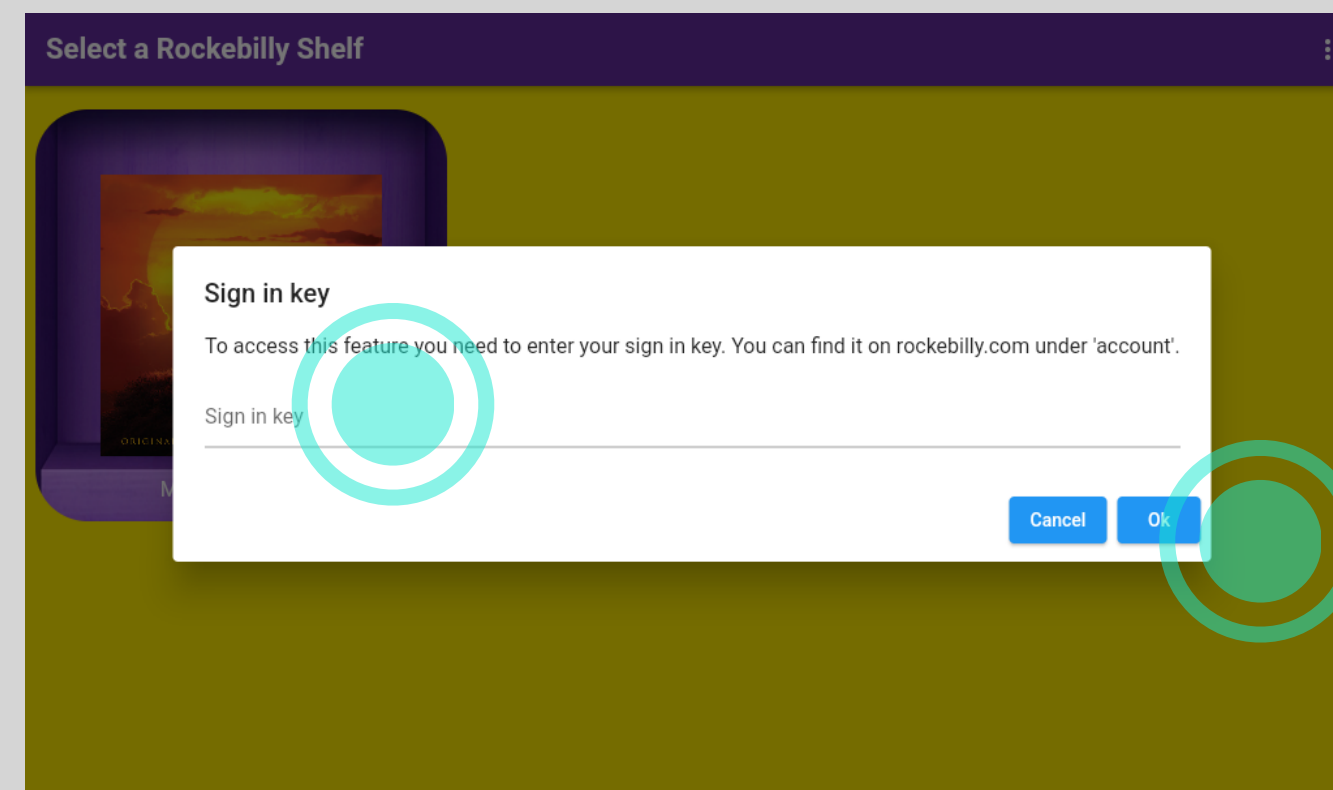 Select a Rockebilly Shelf
Sign in key
To access this feature you need to enter your sign in key. You can find it on rockebilly.com under 'account'.
Sign in key
Cancel
Ok